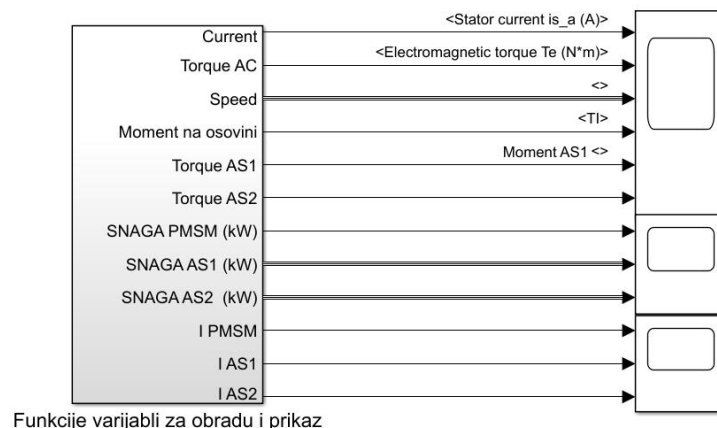 Current <Stator current is_a (A)>
Torque AC <Electromagnetic torque Te (N*m)>
Speed <>
Moment na osovini <TI>
Torque AS1 Moment AS1 <>
Torque AS2
SNAGA PMSM (kW)
SNAGA AS1 (kW)
SNAGA AS2 (kW)
I PMSM
I AS1
I AS2
Funkcije varijabli za obradu i prikaz